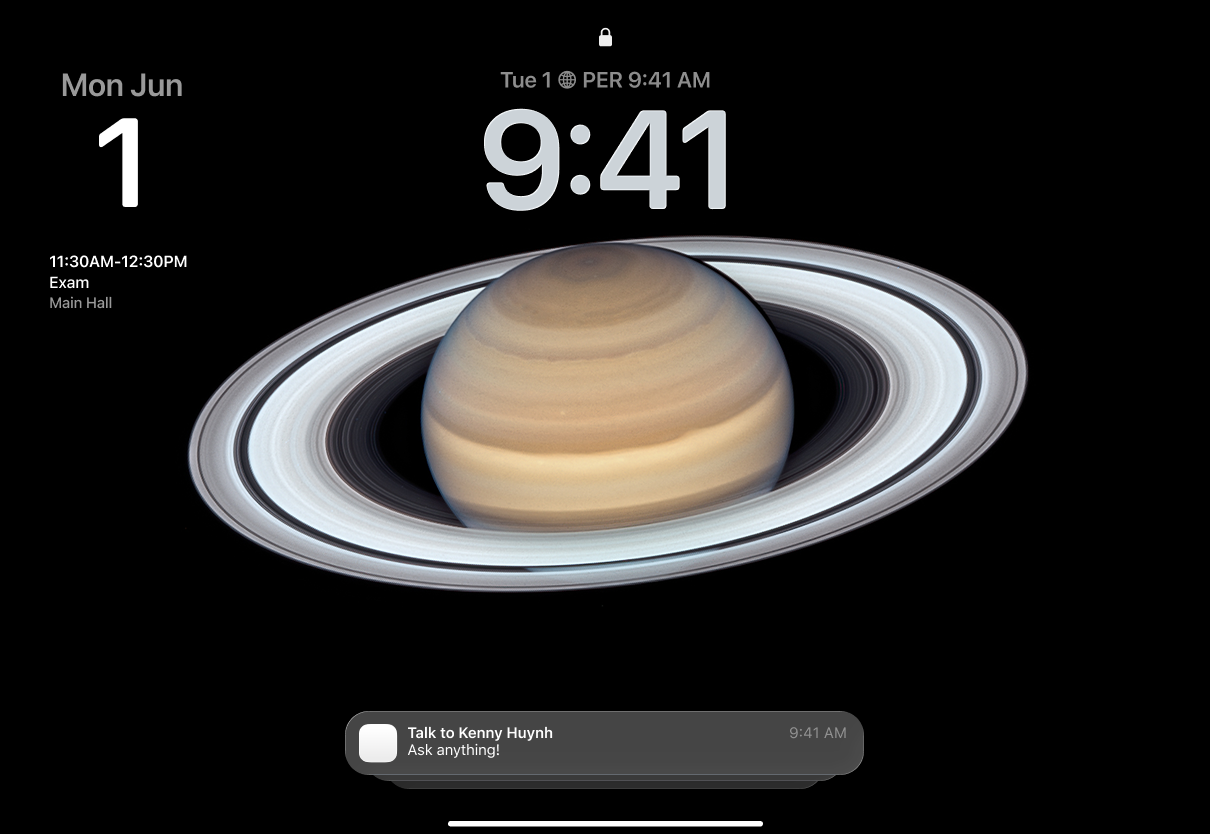 Mon Jun
1
Tue 1 PER 9:41 AM
9:41
11:30AM-12:30PM
Exam
Main Hall
Talk to Kenny Huynh
9:41 AM
Ask anything!